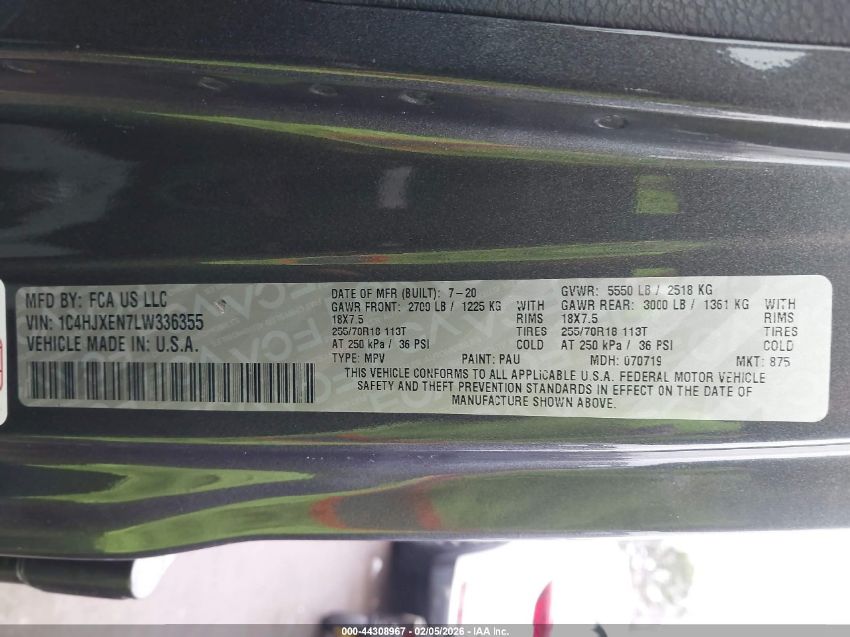 MFD BY: FCA US LLC
VIN: 1C4HJXEN7LW336355
VEHICLE MADE IN: U.S.A.
DATE OF MFR (BUILT): 7-20 GVWR: 5550 LB / 2518 KG
GAWR FRONT: 2700 LB / 1225 KG WITH GAWR REAR: 3000 LB / 1361 KG WITH
18X7.5 RIMS 18X7.5 RIMS
255/70R18 113T TIRES 255/70R18 113T TIRES
AT 250 kPa / 36 PSI COLD AT 250 kPa / 36 PSI COLD
TYPE: MPV PAINT: PAU MDH: 070719 MKT: 875
THIS VEHICLE CONFORMS TO ALL APPLICABLE U.S.A. FEDERAL MOTOR VEHICLE
SAFETY AND THEFT PREVENTION STANDARDS IN EFFECT ON THE DATE OF
MANUFACTURE SHOWN ABOVE.
000-44308967 - 02/05/2026 - IAA Inc.